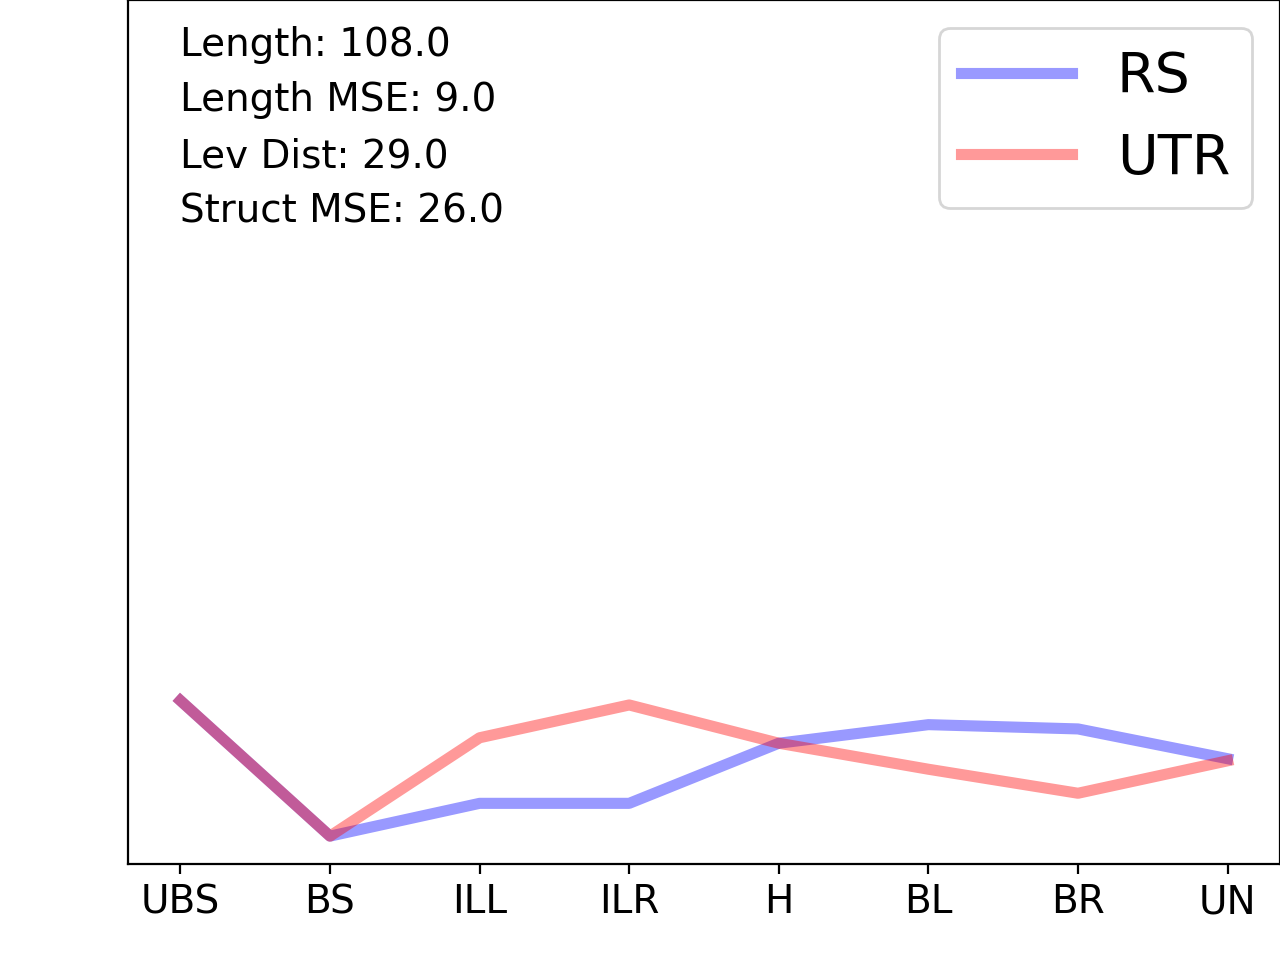 Length: 108.0
Length MSE: 9.0
Lev Dist: 29.0
Struct MSE: 26.0
RS
UTR
UBS BS ILL ILR H BL BR UN